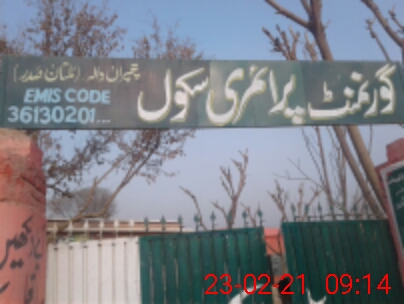 گورنمنٹ پرائمری سکول
(ملتان صدر)
EMIS CODE
36130201...
23-02-21 09:14